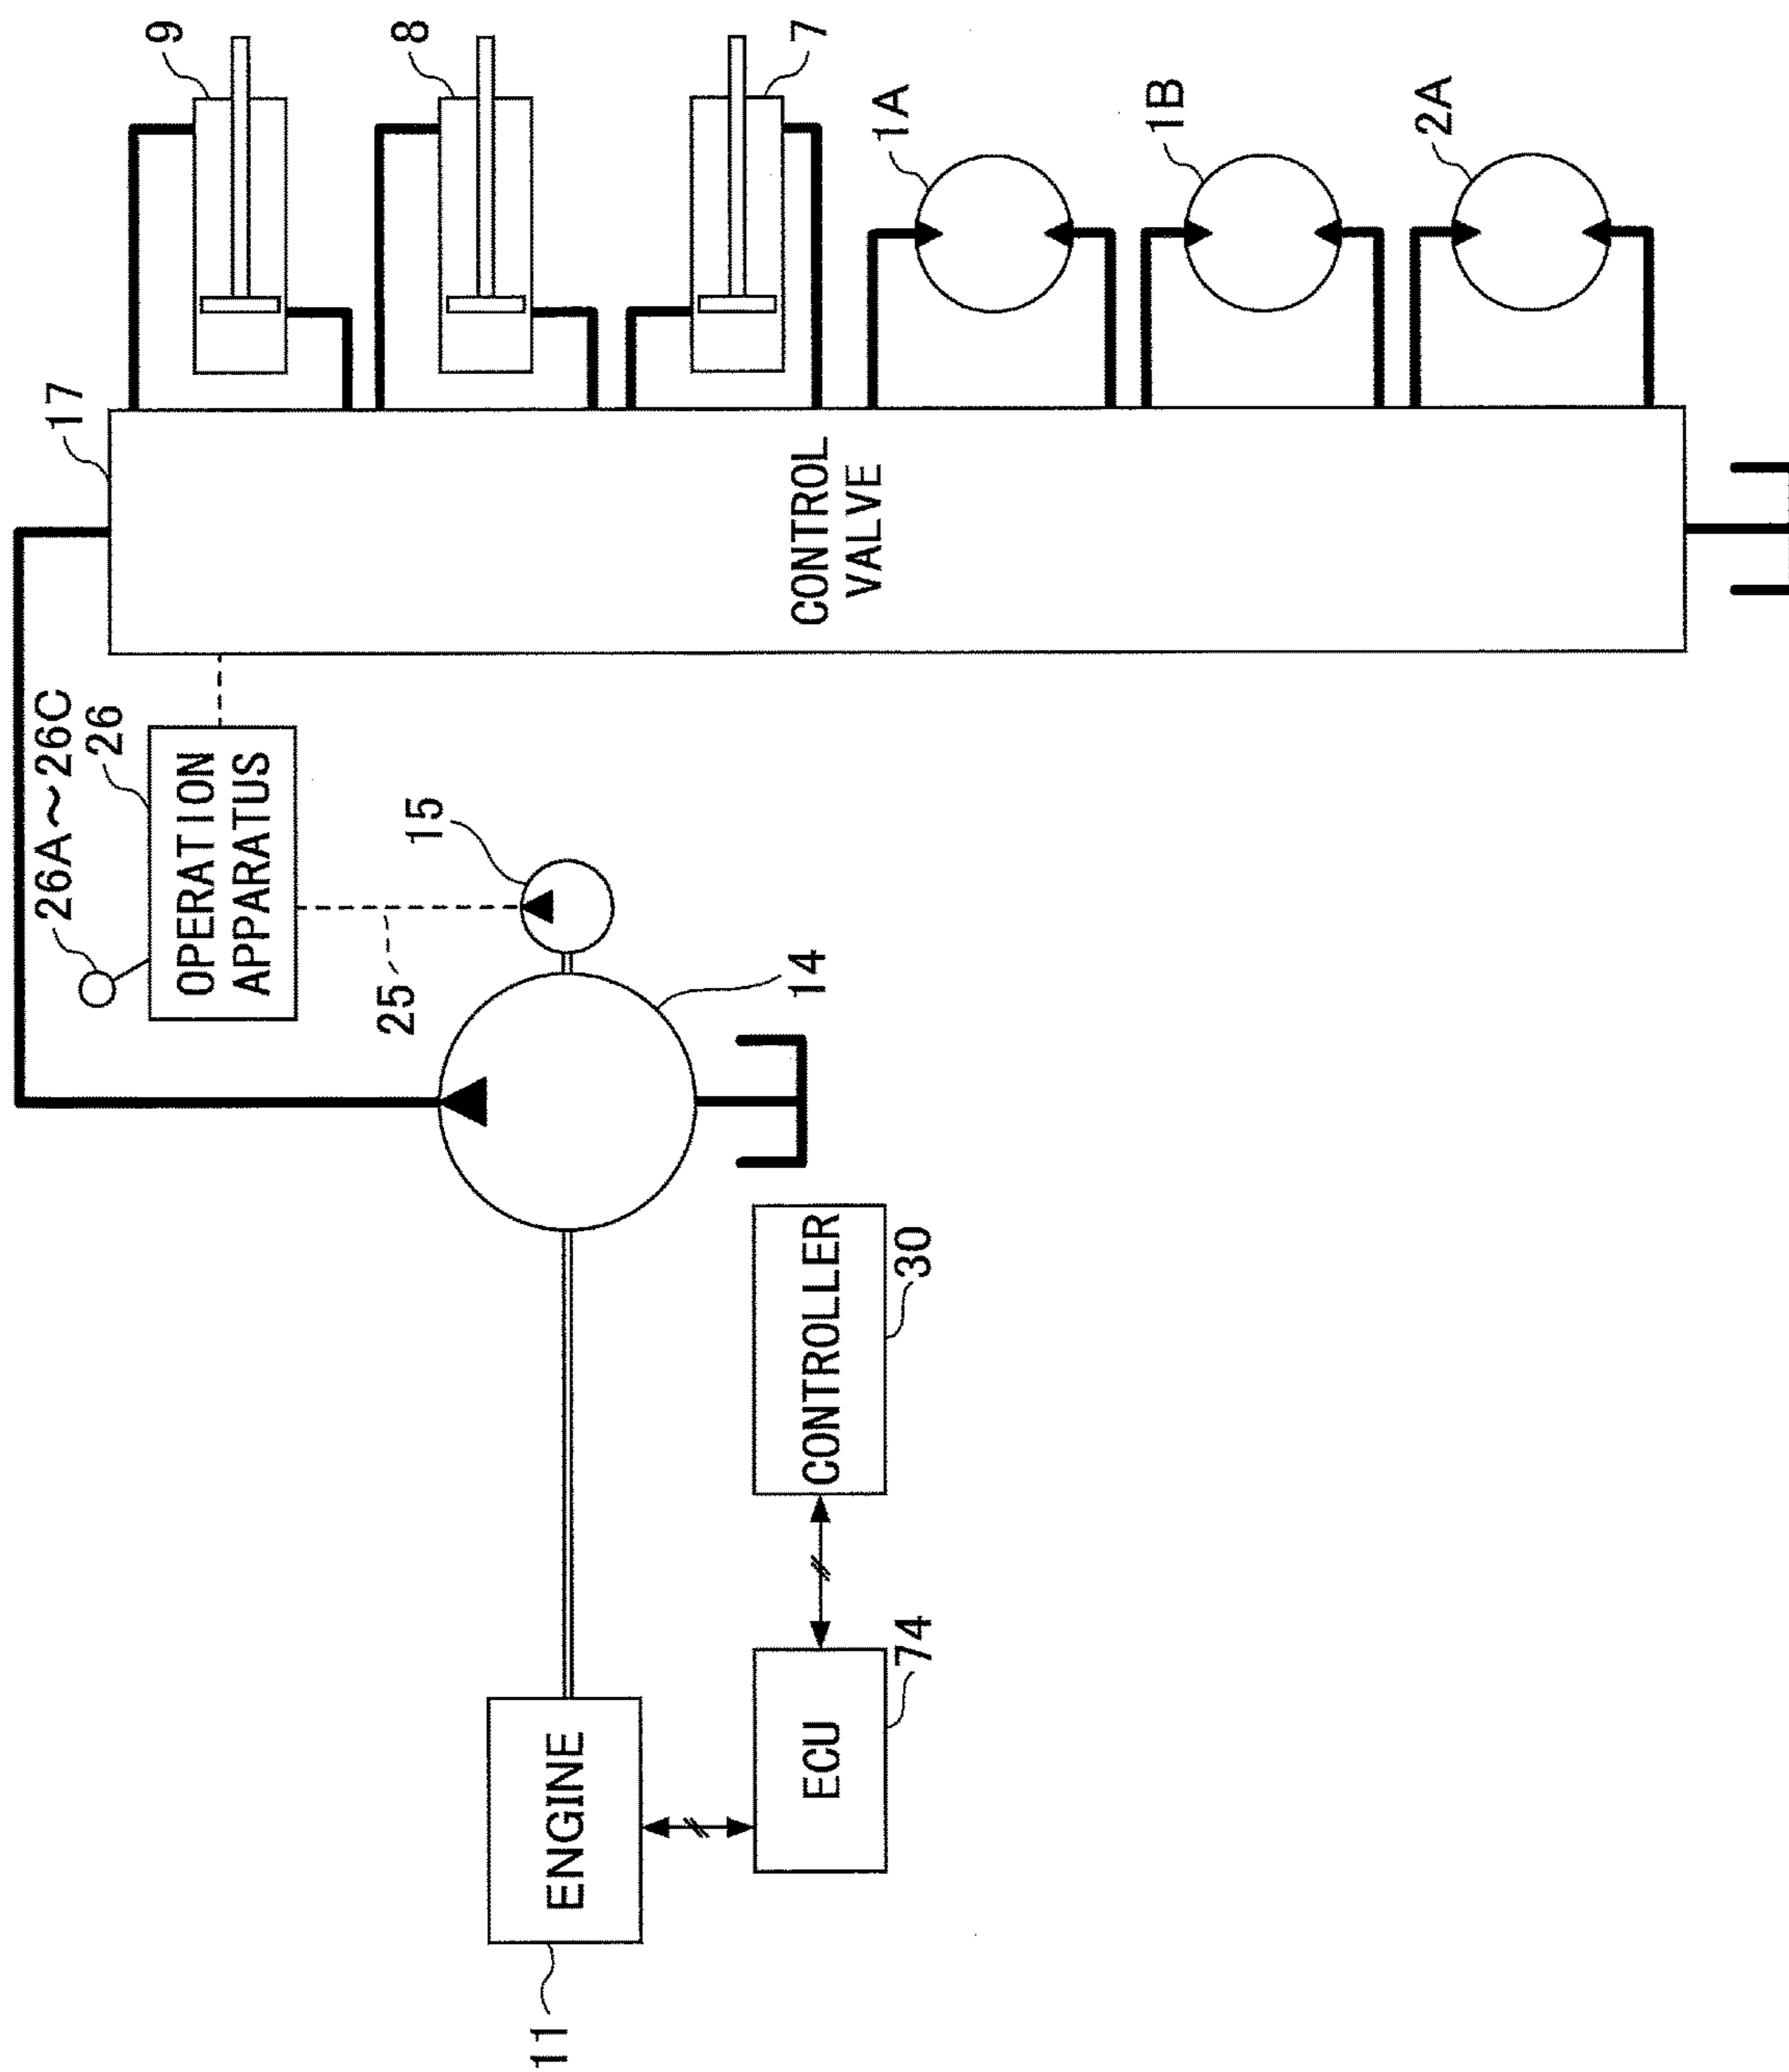 9
8
7
1A
1B
2A
17
CONTROL
VALVE
26A～26C
26
OPERATION
APPARATUS
15
25
14
CONTROLLER
30
ENGINE
11
ECU
74